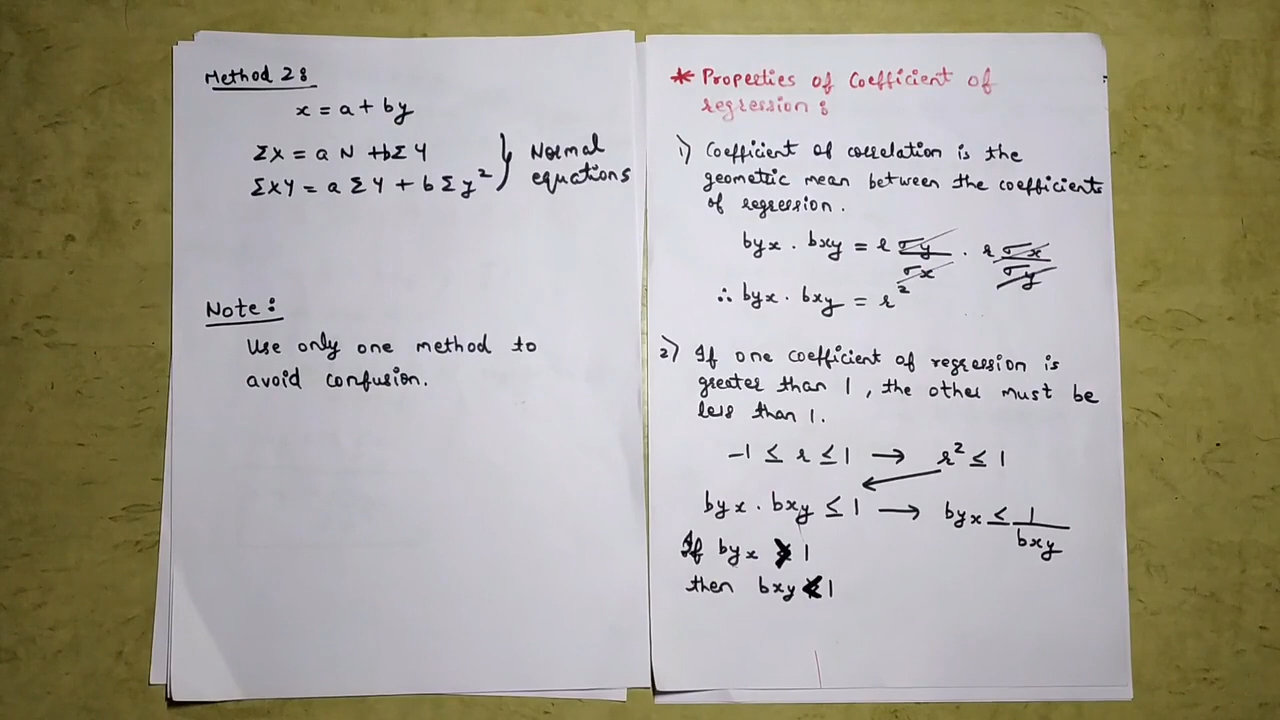 Method 2:
x = a + by
ΣX = a N + bΣY
ΣXY = a ΣY + b Σy²
Normal
equations
Note:
Use only one method to
avoid confusion.
* Properties of Coefficient of
regression:
1) Coefficient of correlation is the
geometric mean between the coefficients
of regression.
byx . bxy = r σy/σx . r σx/σy
∴ byx . bxy = r²
2) If one coefficient of regression is
greater than 1, the other must be
less than 1.
-1 ≤ r ≤ 1 → r² ≤ 1
byx . bxy ≤ 1 → byx ≤ 1/bxy
If byx > 1
then bxy < 1